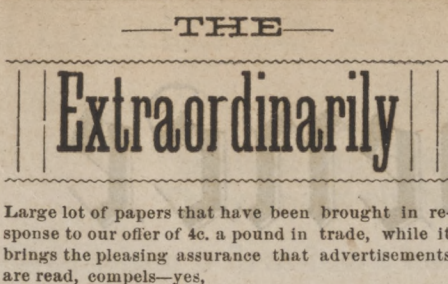 THE
Extraordinarily
Large lot of papers that have been brought in re-
sponse to our offer of 4c. a pound in trade, while it
brings the pleasing assurance that advertisements
are read, compels—yes,